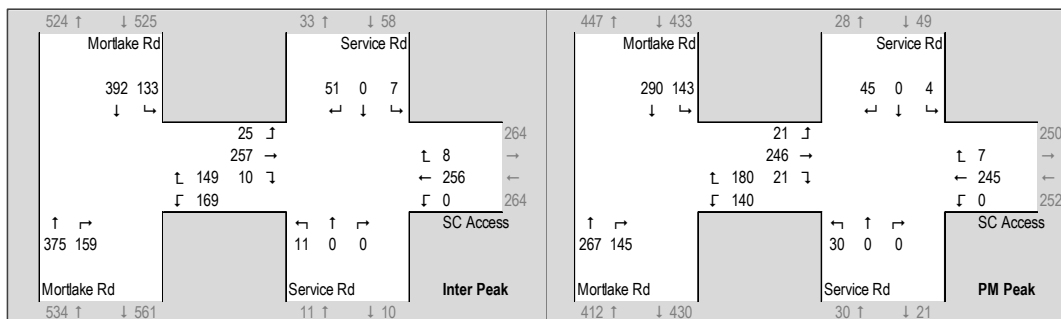 524 ↑ ↓ 525 33 ↑ ↓ 58 447 ↑ ↓ 433 28 ↑ ↓ 49
Mortlake Rd Service Rd Mortlake Rd Service Rd
392 133 51 0 7 290 143 45 0 4
25 264 21 250
257 → 8 → 246 → 7 →
149 10 ← 256 ← 180 21 ← 245 ←
169 0 264 140 0 252
SC Access SC Access
375 159 11 0 0 267 145 30 0 0
Mortlake Rd Service Rd Inter Peak Mortlake Rd Service Rd PM Peak
534 ↑ ↓ 561 11 ↑ ↓ 10 412 ↑ ↓ 430 30 ↑ ↓ 21